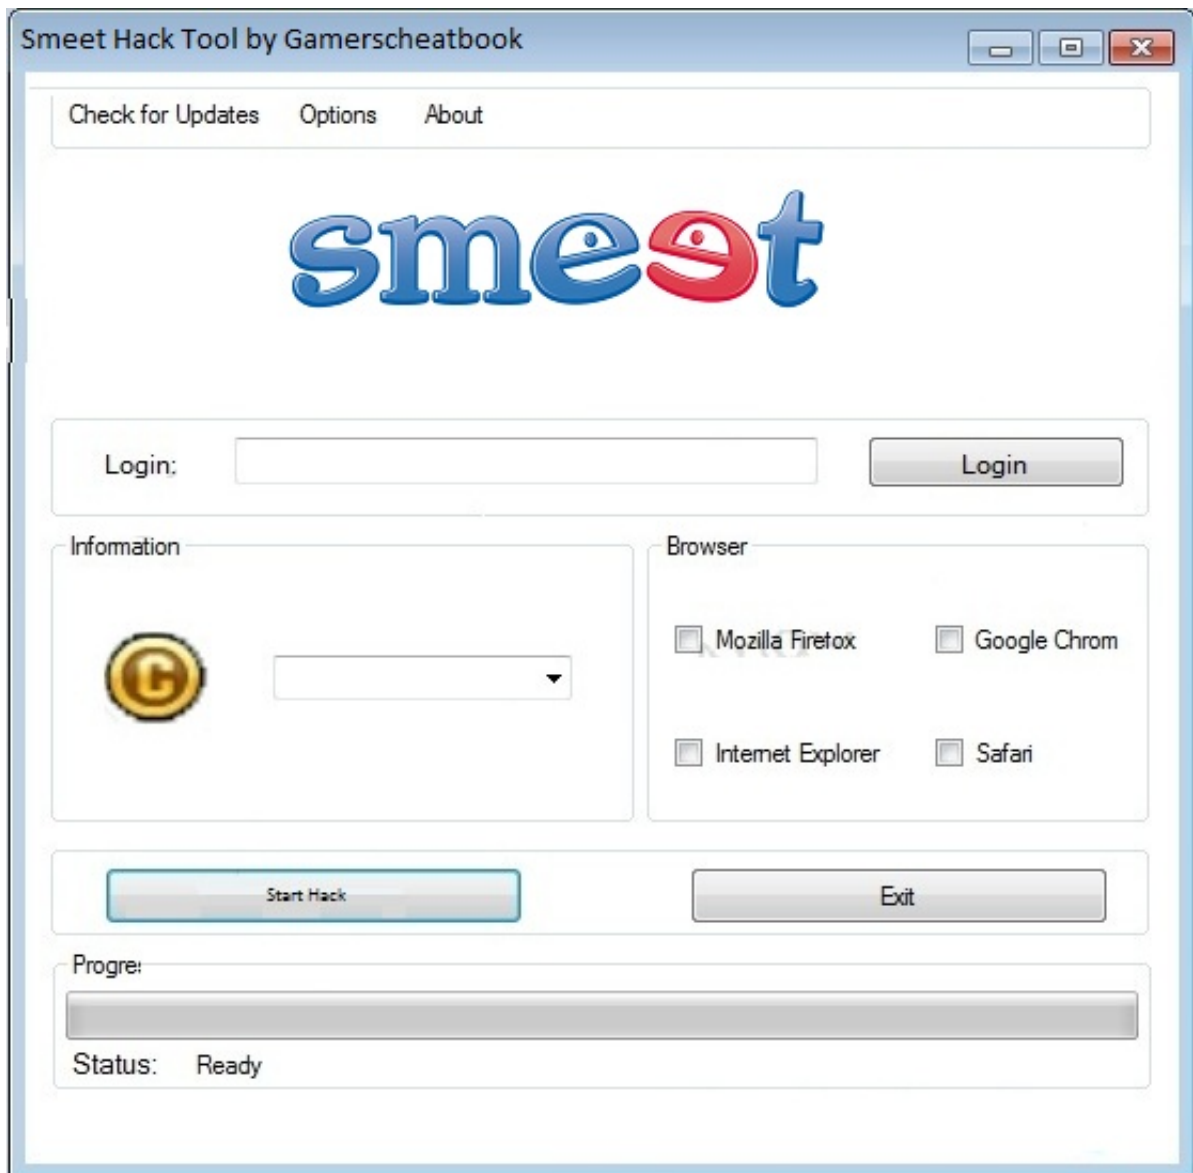 Smeet Hack Tool by Gamerscheatbook
Check for Updates Options About
smeet
Login: Login
Information
Browser
C
Mozilla Firefox Google Chrom
Internet Explorer Safari
Start Hack Exit
Progre
Status: Ready